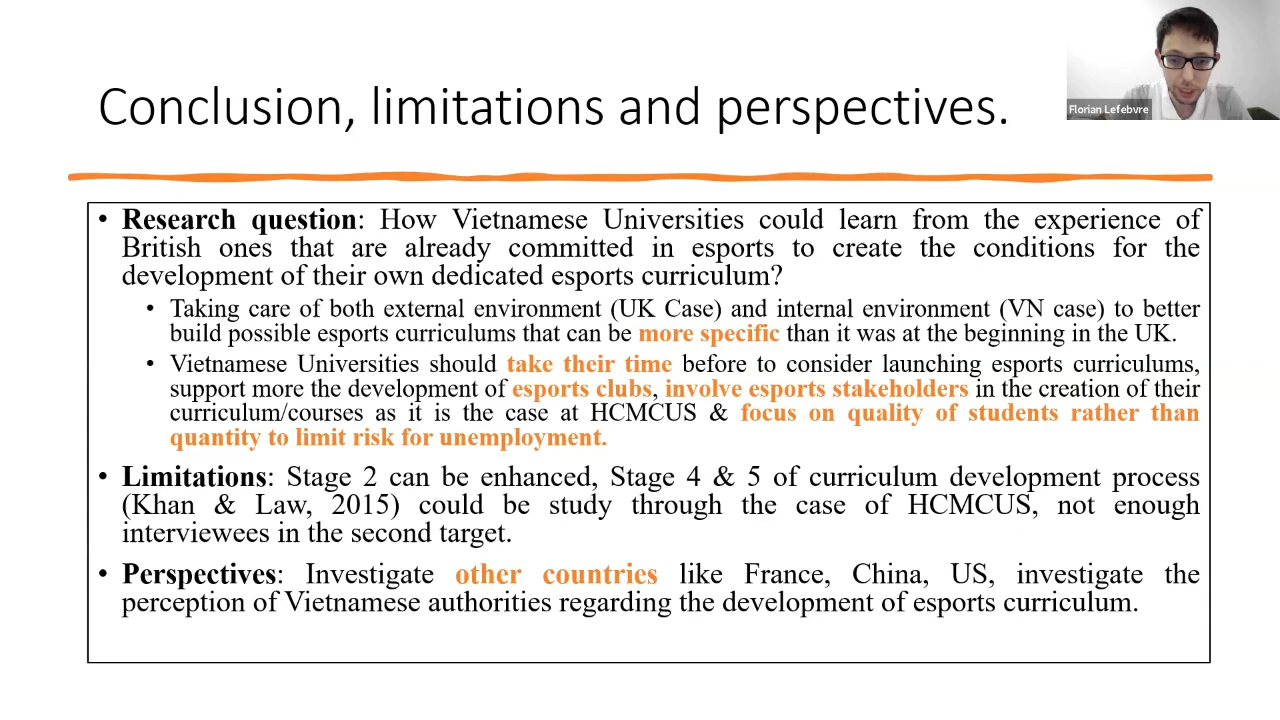 Conclusion, limitations and perspectives.
Florian Lefebvre
• Research question: How Vietnamese Universities could learn from the experience of
British ones that are already committed in esports to create the conditions for the
development of their own dedicated esports curriculum?
• Taking care of both external environment (UK Case) and internal environment (VN case) to better
build possible esports curriculums that can be more specific than it was at the beginning in the UK.
• Vietnamese Universities should take their time before to consider launching esports curriculums,
support more the development of esports clubs, involve esports stakeholders in the creation of their
curriculum/courses as it is the case at HCMCUS & focus on quality of students rather than
quantity to limit risk for unemployment.
• Limitations: Stage 2 can be enhanced, Stage 4 & 5 of curriculum development process
(Khan & Law, 2015) could be study through the case of HCMCUS, not enough
interviewees in the second target.
• Perspectives: Investigate other countries like France, China, US, investigate the
perception of Vietnamese authorities regarding the development of esports curriculum.